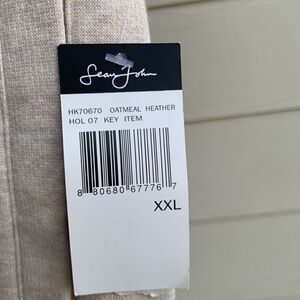 Sean John
HK70670 OATMEAL HEATHER
HOL 07 KEY ITEM
8 80680 67776 7
XXL